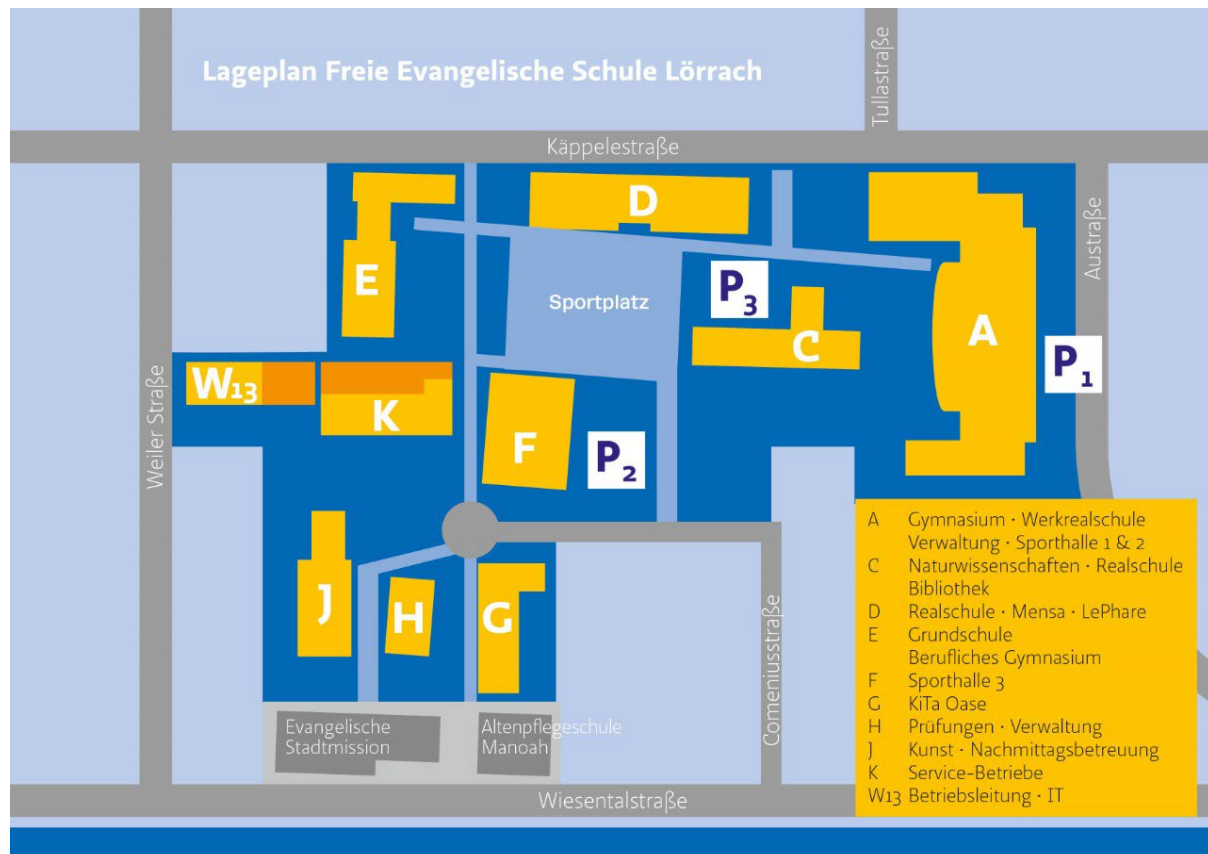 Lageplan Freie Evangelische Schule Lörrach
Tullastraße
Käppelestraße
D
E
Austraße
P3
Sportplatz
A
C
P1
W13
K
Weiler Straße
F
P2
J
H
G
Comeniusstraße
Evangelische
Stadtmission
Altenpflegeschule
Manoah
Wiesentalstraße
A Gymnasium · Werkrealschule
Verwaltung · Sporthalle 1 & 2
C Naturwissenschaften · Realschule
Bibliothek
D Realschule · Mensa · LePhare
E Grundschule
Berufliches Gymnasium
F Sporthalle 3
G KiTa Oase
H Prüfungen · Verwaltung
J Kunst · Nachmittagsbetreuung
K Service-Betriebe
W13 Betriebsleitung · IT